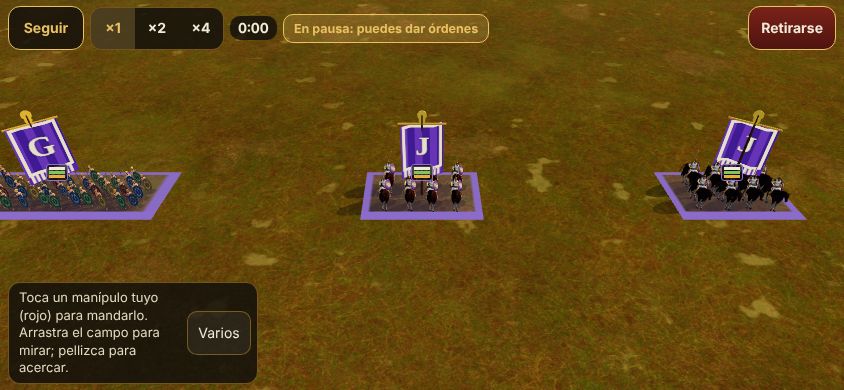 Seguir
×1
×2
×4
0:00
En pausa: puedes dar órdenes
Retirarse
G
J
J
Toca un manípulo tuyo
(rojo) para mandarlo.
Arrastra el campo para
mirar; pellizca para
acercar.
Varios